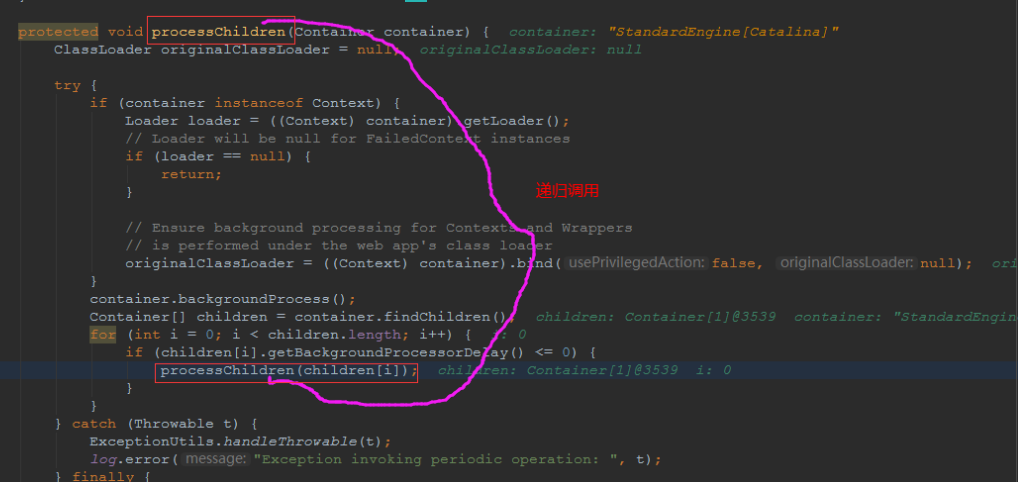 protected void processChildren(Container container) {   container: "StandardEngine[Catalina]"
ClassLoader originalClassLoader = null;   originalClassLoader: null
try {
if (container instanceof Context) {
Loader loader = ((Context) container).getLoader();
// Loader will be null for FailedContext instances
if (loader == null) {
return;
}
递归调用
// Ensure background processing for Contexts and Wrappers
// is performed under the web app's class loader
originalClassLoader = ((Context) container).bind( usePrivilegedAction: false, originalClassLoader: null);   ori
}
container.backgroundProcess();
Container[] children = container.findChildren();   children: Container[1]@3539   container: "StandardEngin
for (int i = 0; i < children.length; i++) {   i: 0
if (children[i].getBackgroundProcessorDelay() <= 0) {
processChildren(children[i]);   children: Container[1]@3539   i: 0
}
}
} catch (Throwable t) {
ExceptionUtils.handleThrowable(t);
log.error( message: "Exception invoking periodic operation: ", t);
} finally {